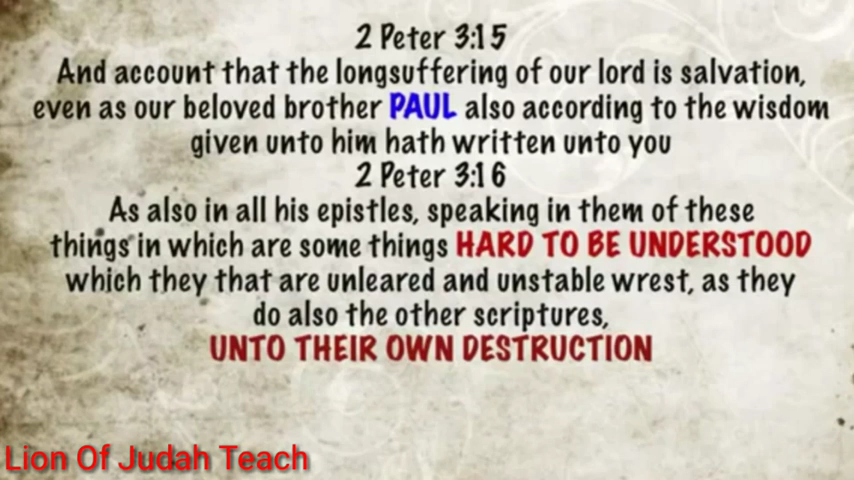 2 Peter 3:15
And account that the longsuffering of our lord is salvation,
even as our beloved brother PAUL also according to the wisdom
given unto him hath written unto you
2 Peter 3:16
As also in all his epistles, speaking in them of these
things in which are some things HARD TO BE UNDERSTOOD
which they that are unleared and unstable wrest, as they
do also the other scriptures,
UNTO THEIR OWN DESTRUCTION
Lion Of Judah Teach